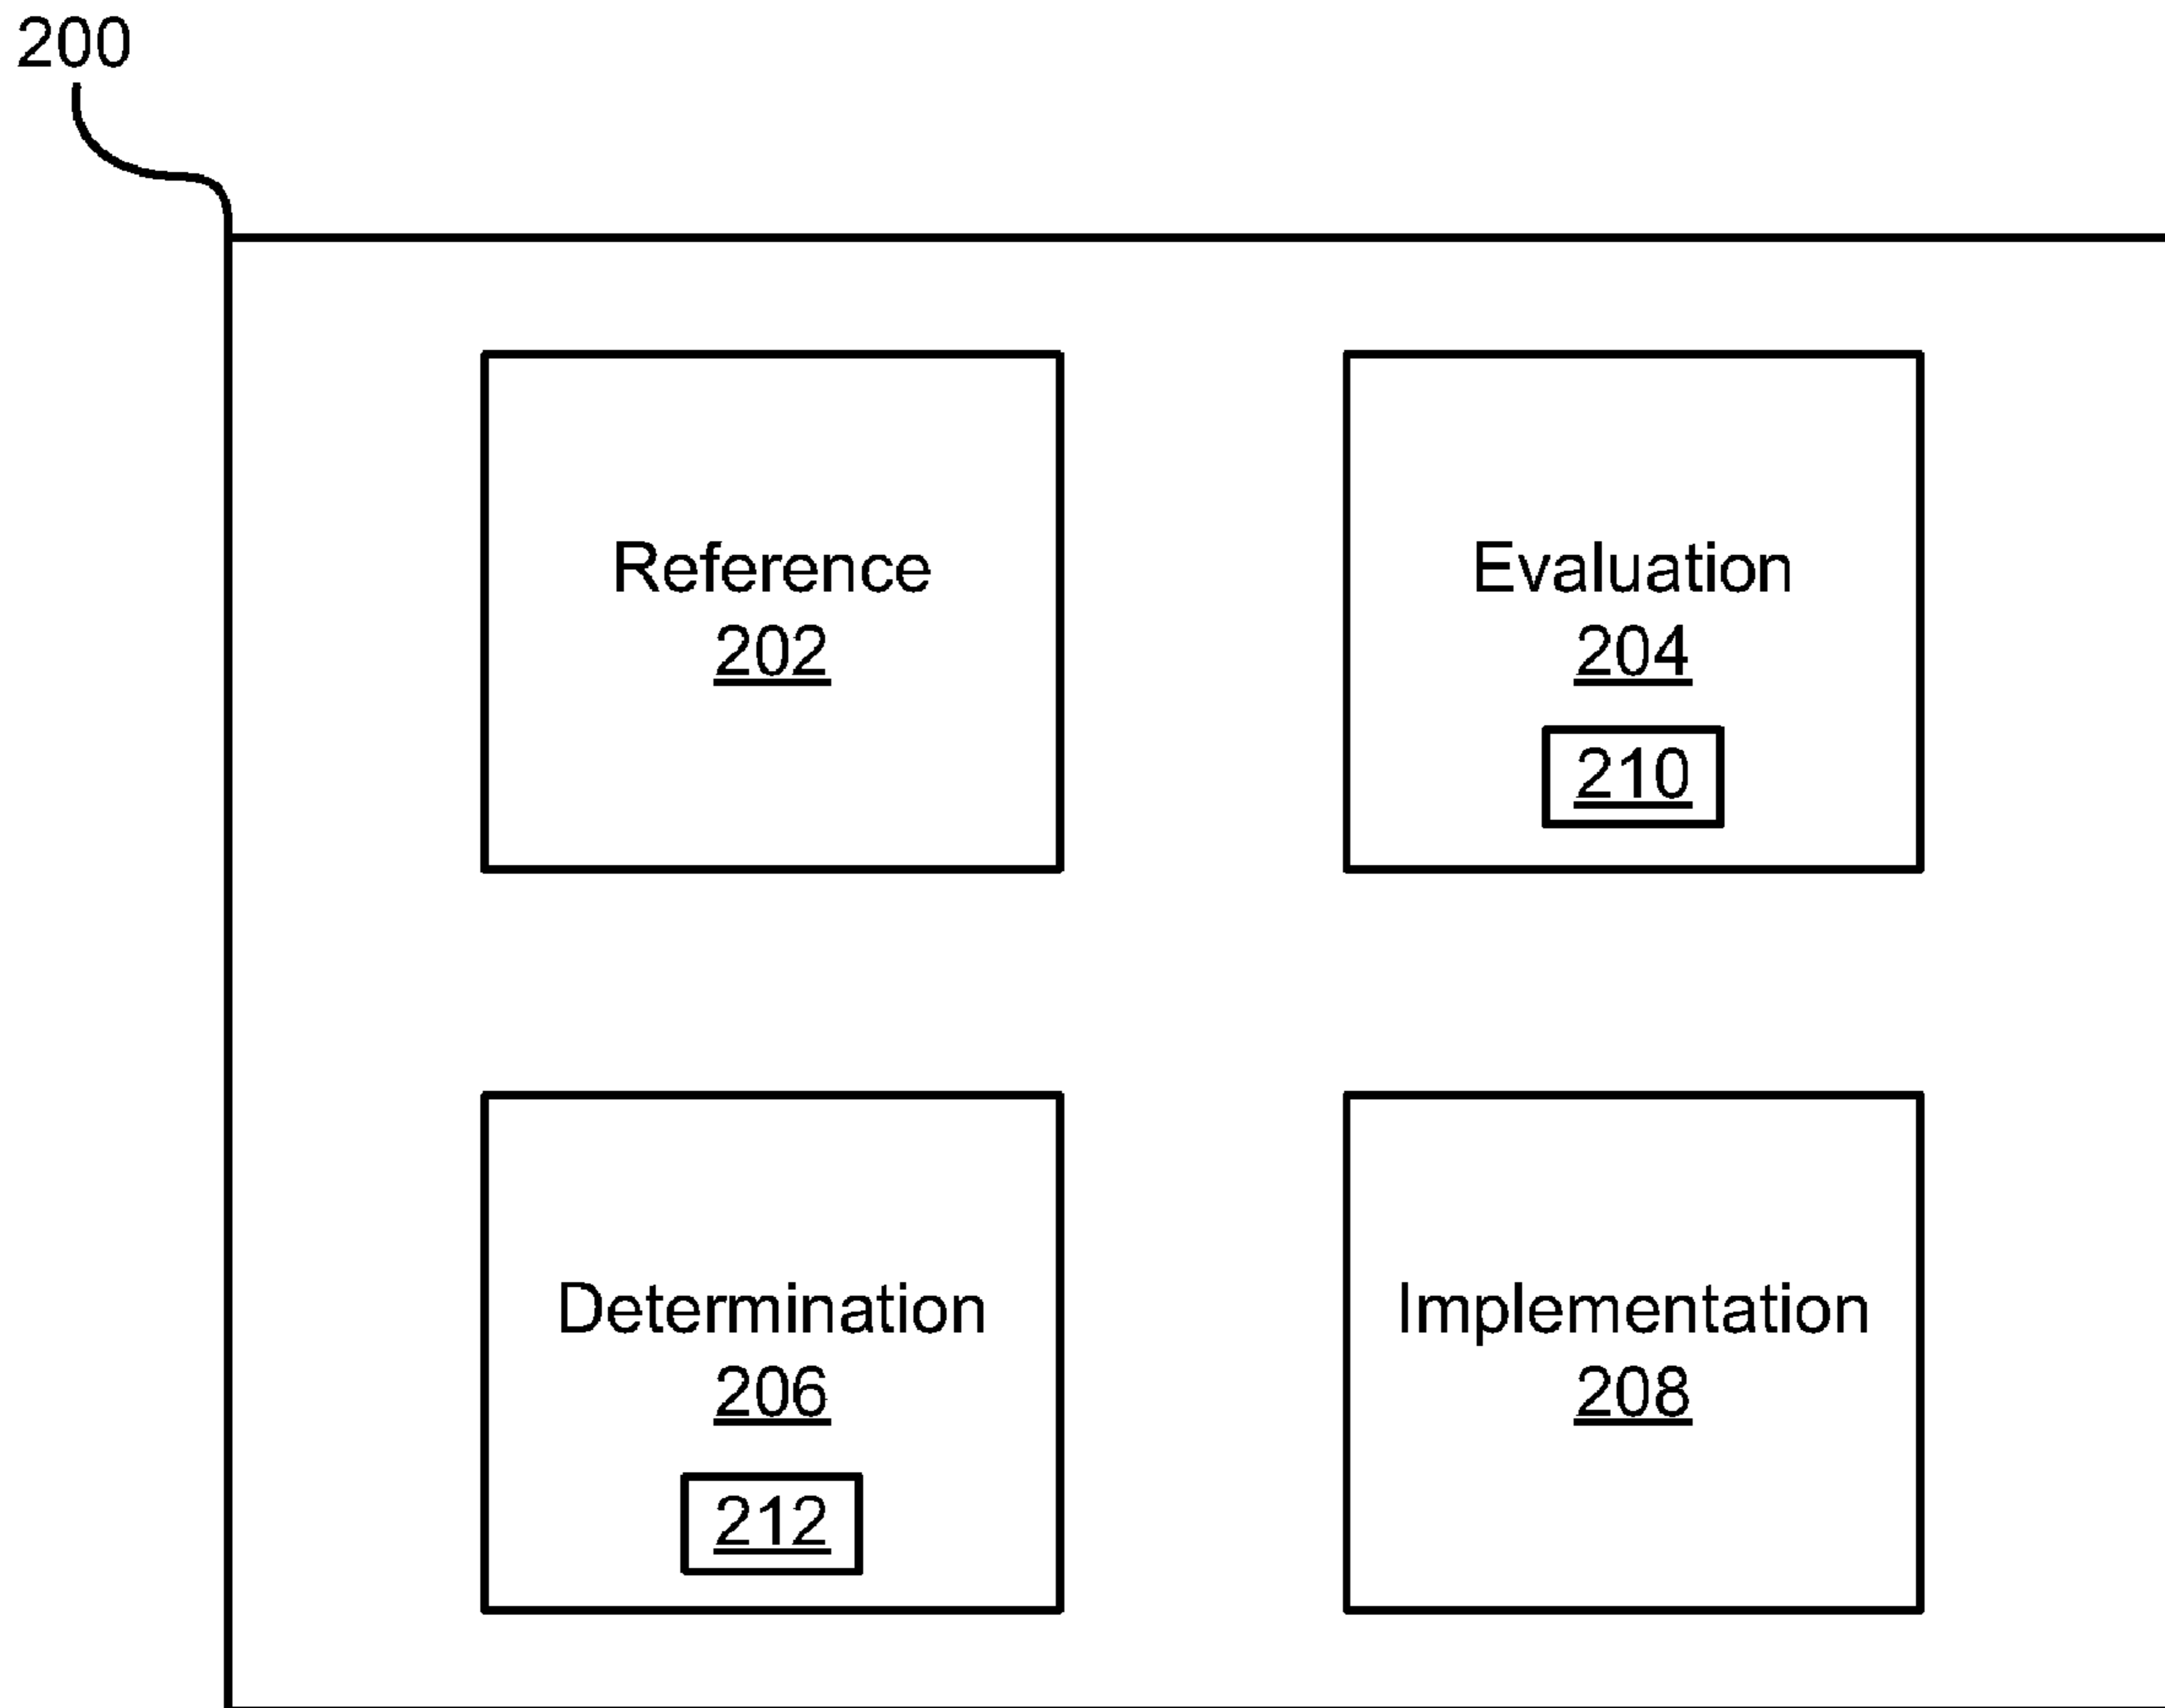 200
Reference
202
Evaluation
204
210
Determination
206
212
Implementation
208